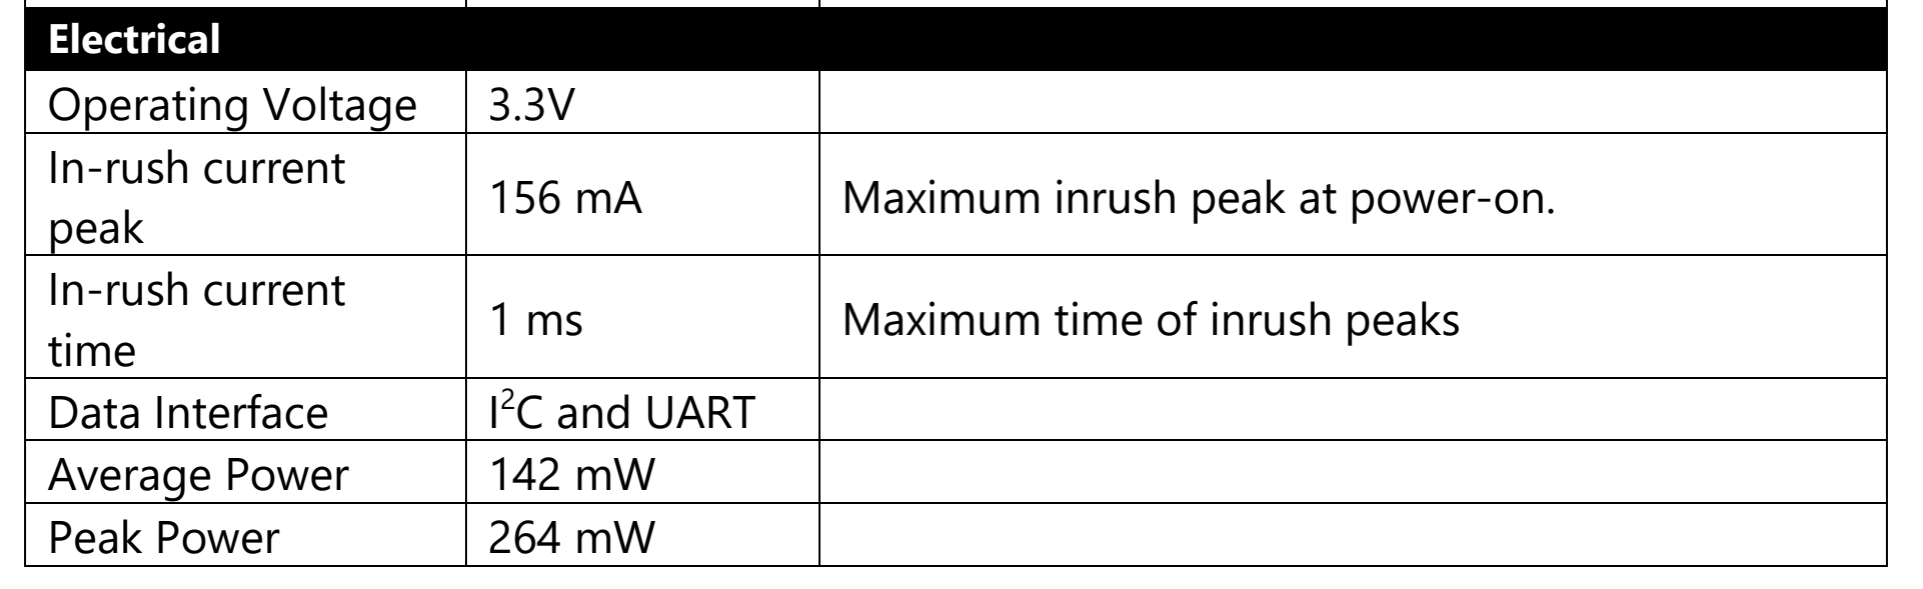 Electrical
Operating Voltage 3.3V
In-rush current
peak
156 mA Maximum inrush peak at power-on.
In-rush current
time
1 ms Maximum time of inrush peaks
Data Interface I²C and UART
Average Power 142 mW
Peak Power 264 mW